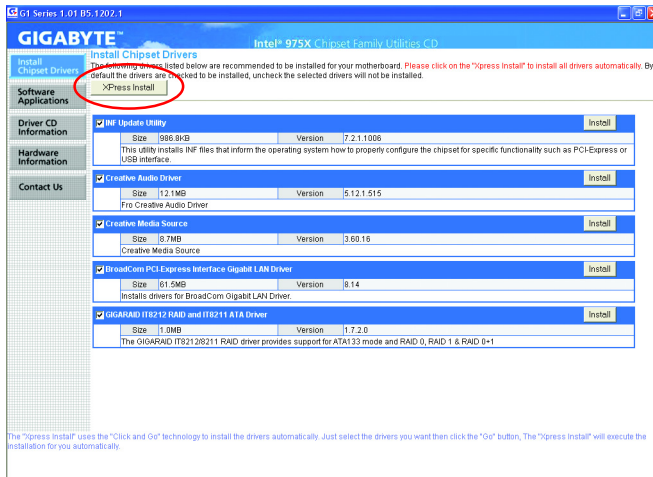 G1 Series 1.01 B5.1202.1
GIGABYTE™
Intel® 975X Chipset Family Utilities CD
Install
Chipset Drivers
Software
Applications
Driver CD
Information
Hardware
Information
Contact Us
Install Chipset Drivers
The following drivers listed below are recommended to be installed for your motherboard. Please click on the "Xpress Install" to install all drivers automatically. By
default the drivers are checked to be installed, uncheck the selected drivers will not be installed.
XPress Install
INF Update Utility Install
Size 986.8KB Version 7.2.1.1006
This utility installs INF files that inform the operating system how to properly configure the chipset for specific functionality such as PCI-Express or
USB interface.
Creative Audio Driver Install
Size 12.1MB Version 5.12.1.515
Fro Creative Audio Driver
Creative Media Source Install
Size 8.7MB Version 3.60.16
Creative Media Source
BroadCom PCI-Express Interface Gigabit LAN Driver Install
Size 61.5MB Version 8.14
Installs drivers for BroadCom Gigabit LAN Driver.
GIGARAID IT8212 RAID and IT8211 ATA Driver Install
Size 1.0MB Version 1.7.2.0
The GIGARAID IT8212/8211 RAID driver provides support for ATA133 mode and RAID 0, RAID 1 & RAID 0+1
The "Xpress Install" uses the "Click and Go" technology to install the drivers automatically. Just select the drivers you want then click the "Go" button, The "Xpress Install" will execute the
installation for you automatically.